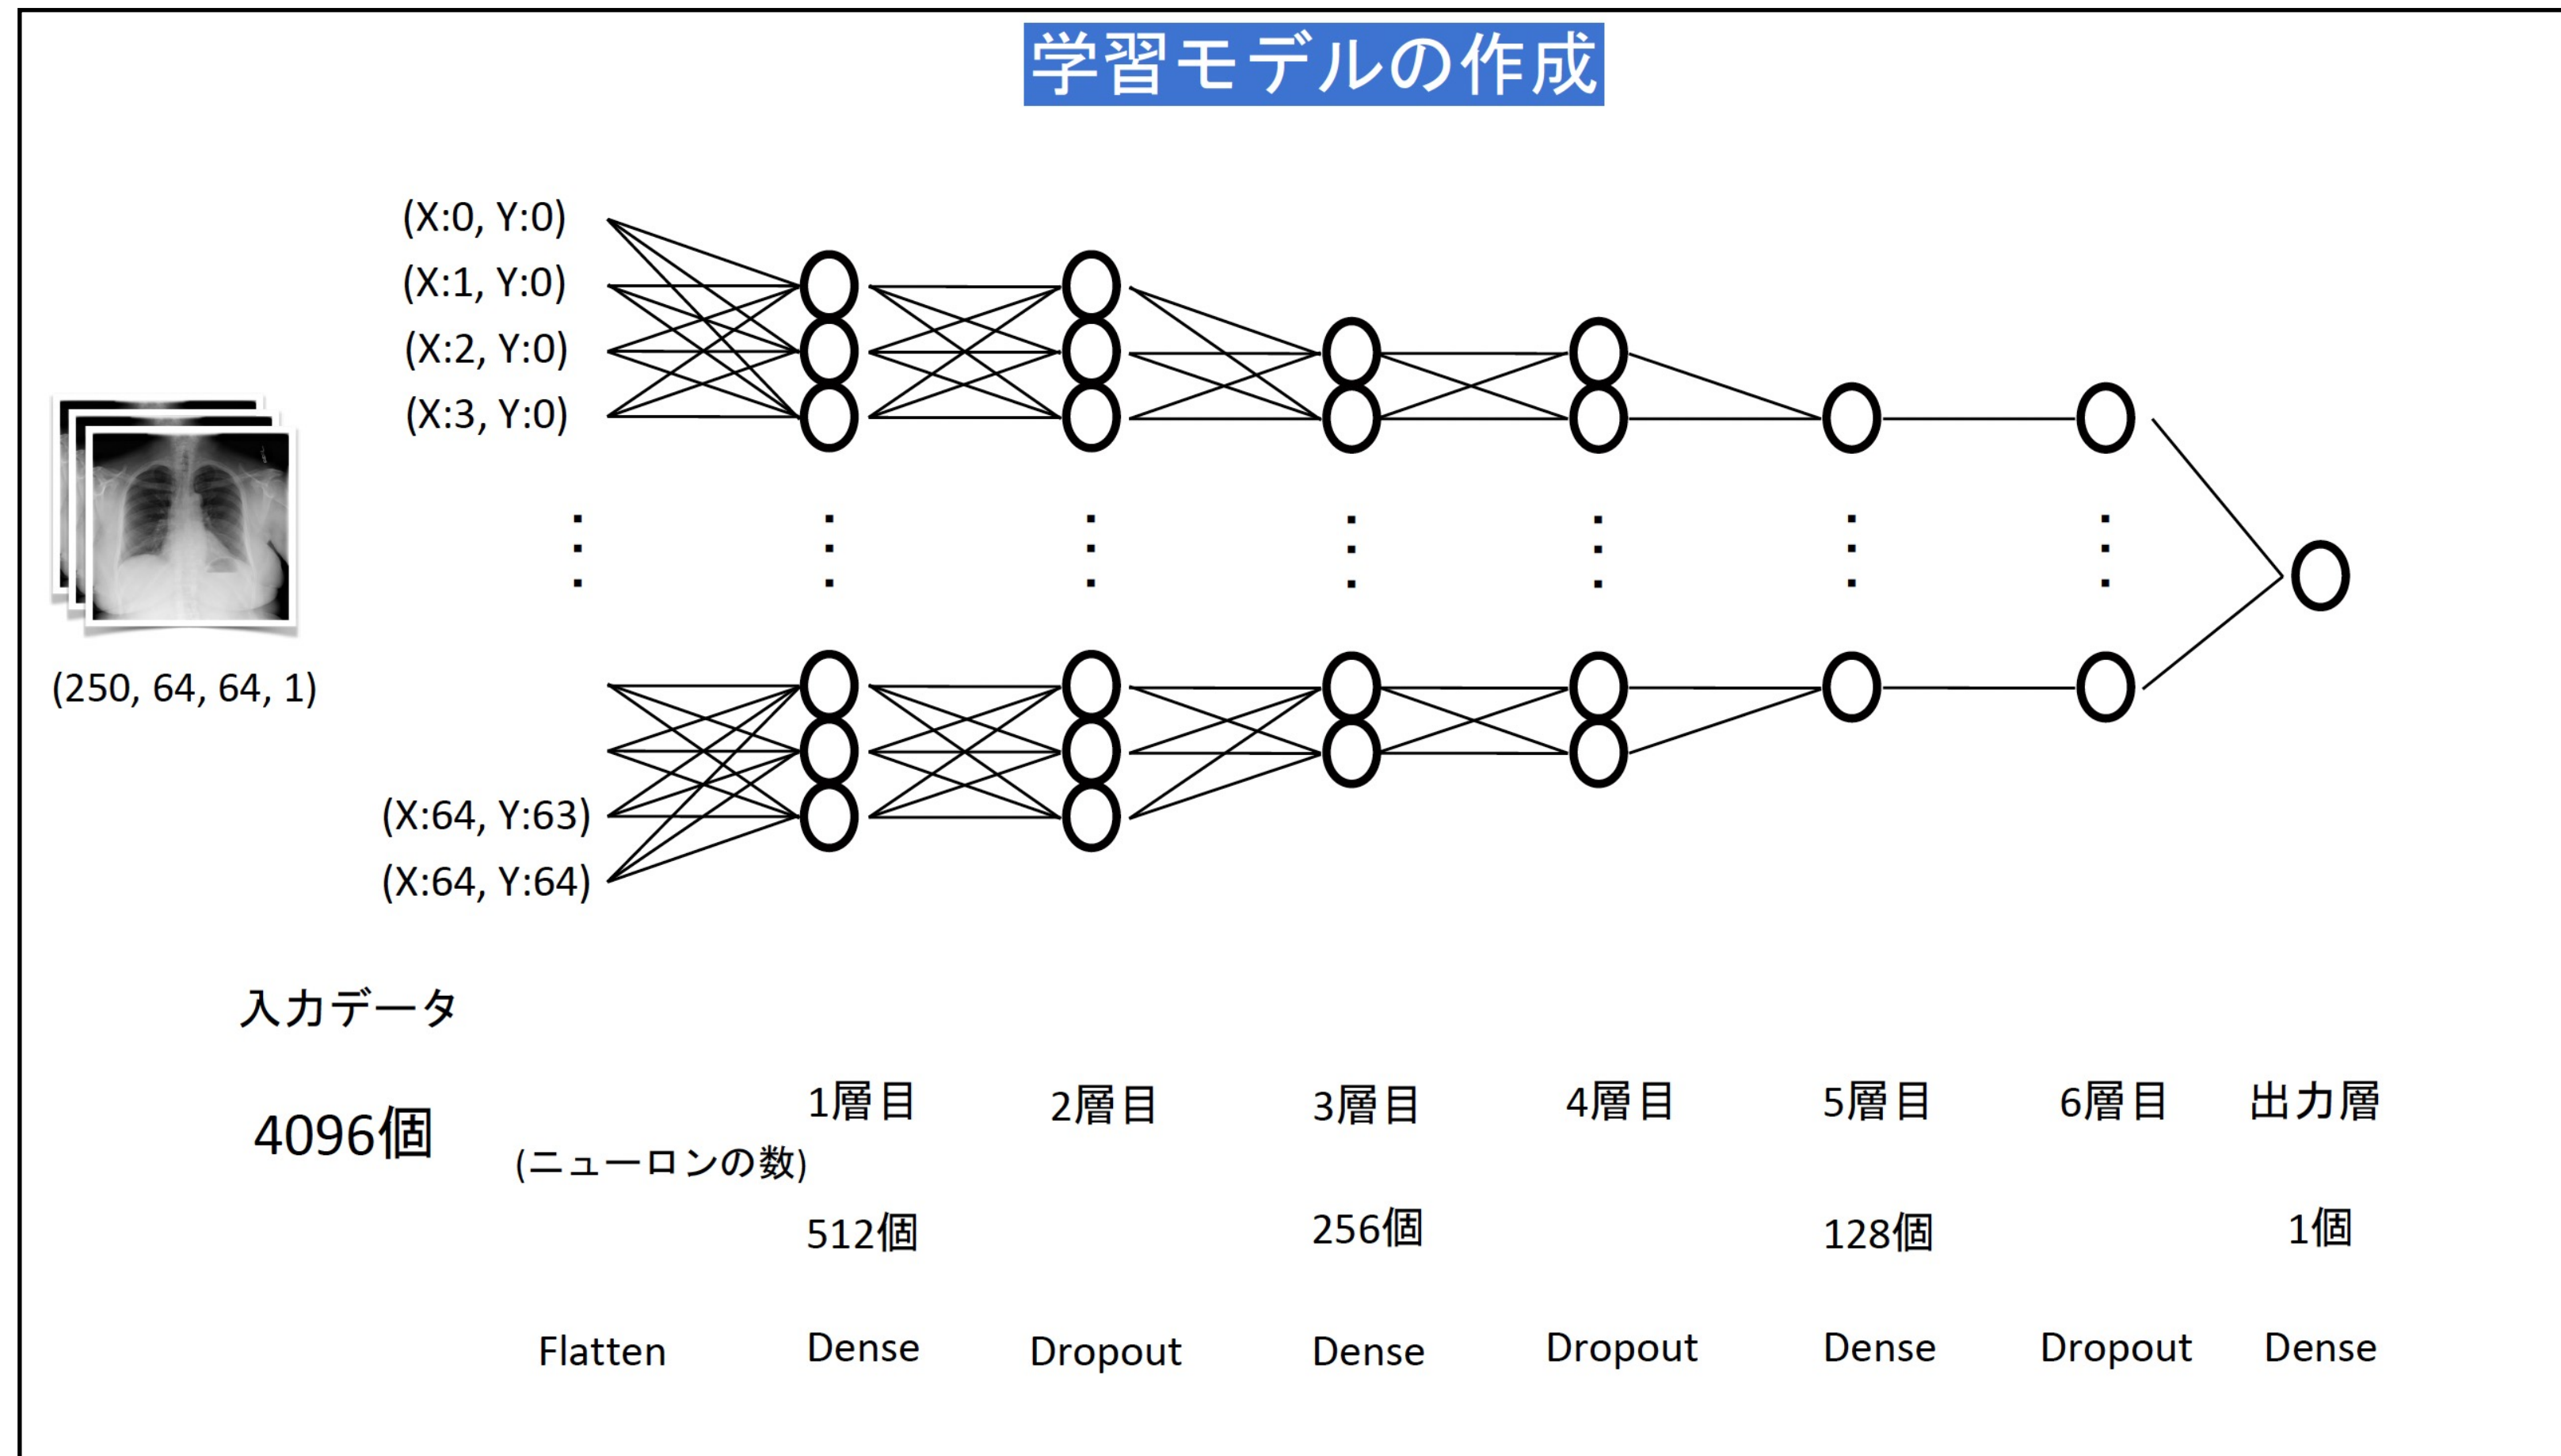 学習モデルの作成
(X:0, Y:0)
(X:1, Y:0)
(X:2, Y:0)
(X:3, Y:0)
(250, 64, 64, 1)
(X:64, Y:63)
(X:64, Y:64)
入力データ
4096個
1層目 2層目 3層目 4層目 5層目 6層目 出力層
(ニューロンの数)
512個 256個 128個 1個
Flatten Dense Dropout Dense Dropout Dense Dropout Dense